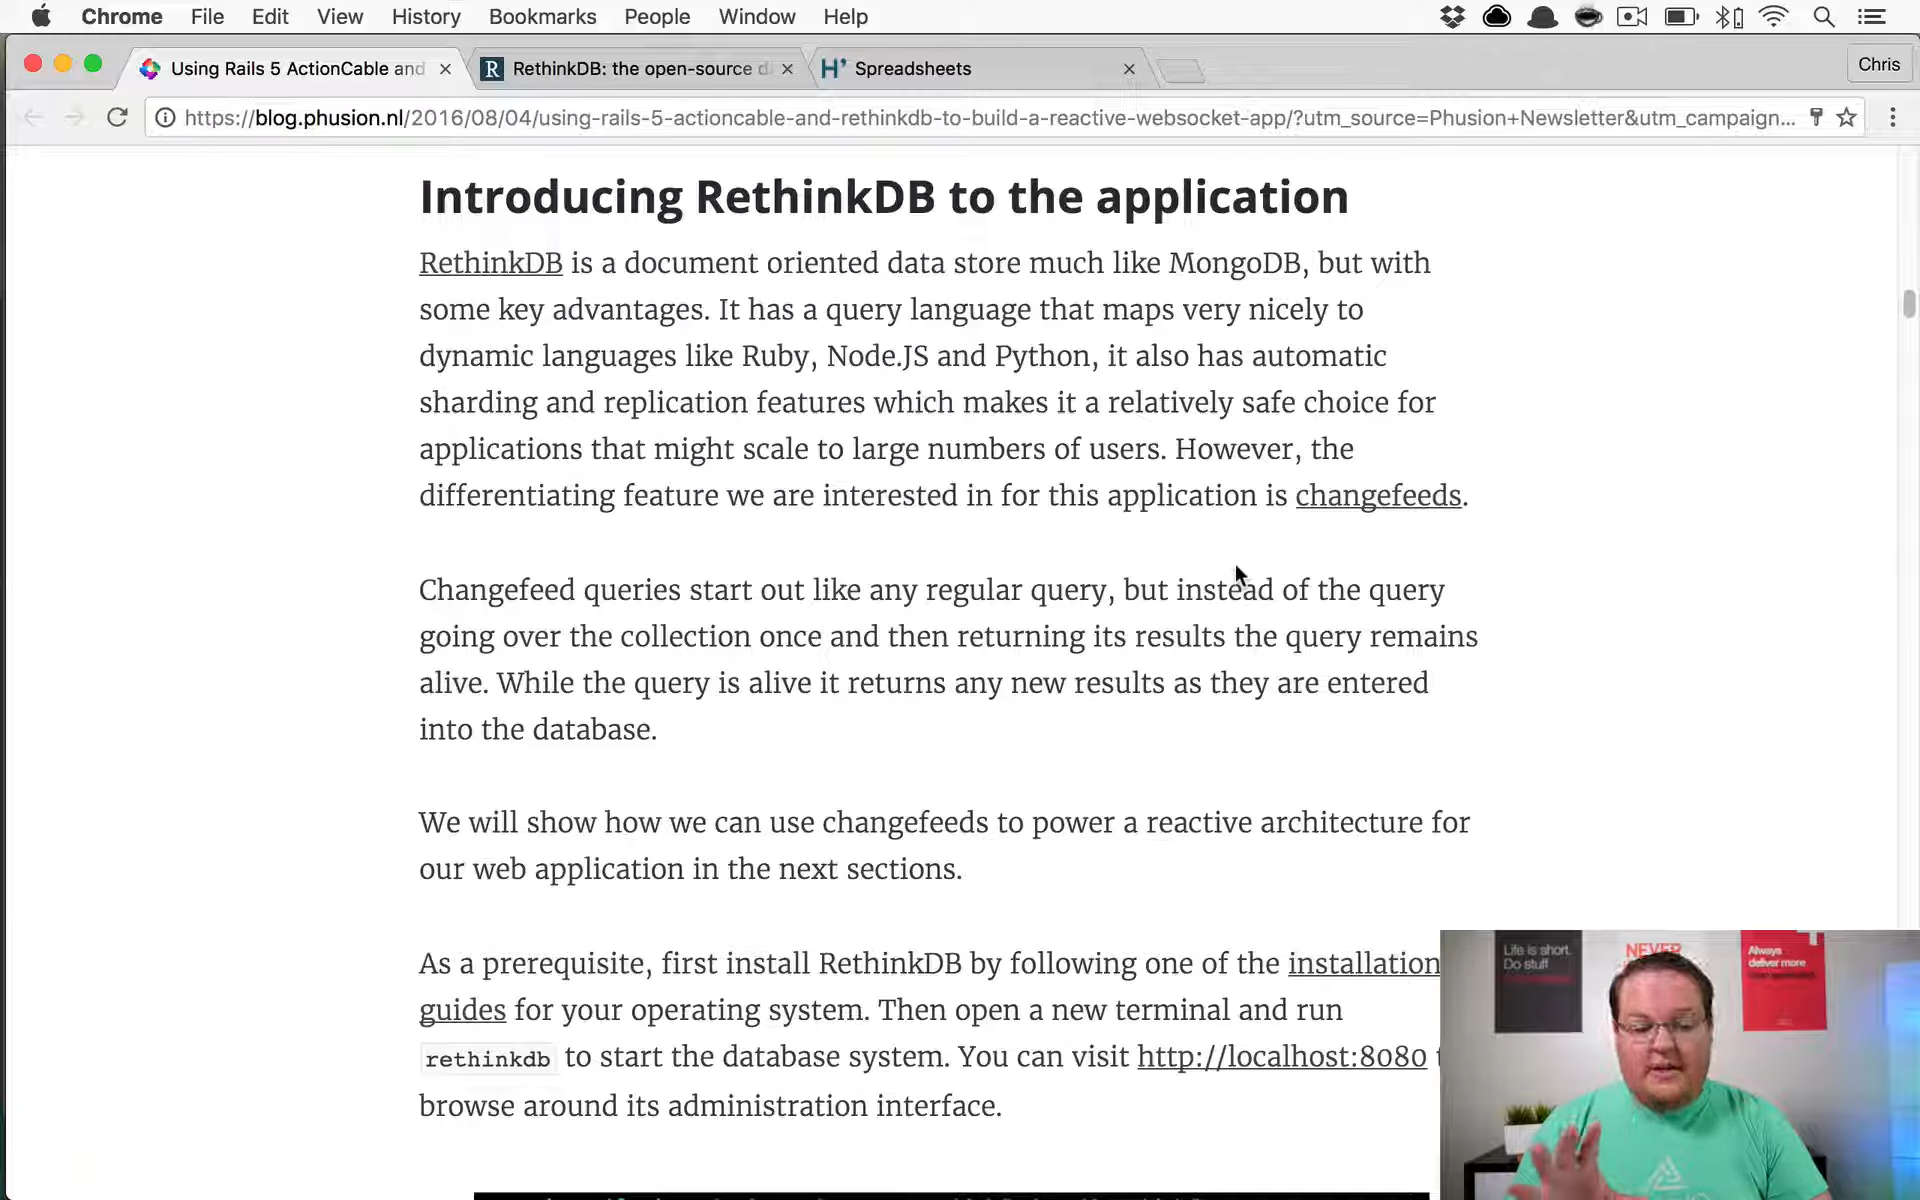 Chrome File Edit View History Bookmarks People Window Help
Using Rails 5 ActionCable and
RethinkDB: the open-source d
H' Spreadsheets
Chris
https://blog.phusion.nl/2016/08/04/using-rails-5-actioncable-and-rethinkdb-to-build-a-reactive-websocket-app/?utm_source=Phusion+Newsletter&utm_campaign...
Introducing RethinkDB to the application
RethinkDB is a document oriented data store much like MongoDB, but with
some key advantages. It has a query language that maps very nicely to
dynamic languages like Ruby, Node.JS and Python, it also has automatic
sharding and replication features which makes it a relatively safe choice for
applications that might scale to large numbers of users. However, the
differentiating feature we are interested in for this application is changefeeds.
Changefeed queries start out like any regular query, but instead of the query
going over the collection once and then returning its results the query remains
alive. While the query is alive it returns any new results as they are entered
into the database.
We will show how we can use changefeeds to power a reactive architecture for
our web application in the next sections.
As a prerequisite, first install RethinkDB by following one of the installation
guides for your operating system. Then open a new terminal and run
rethinkdb to start the database system. You can visit http://localhost:8080
browse around its administration interface.
Life is short.
Do stuff
NEVER
Always
deliver more